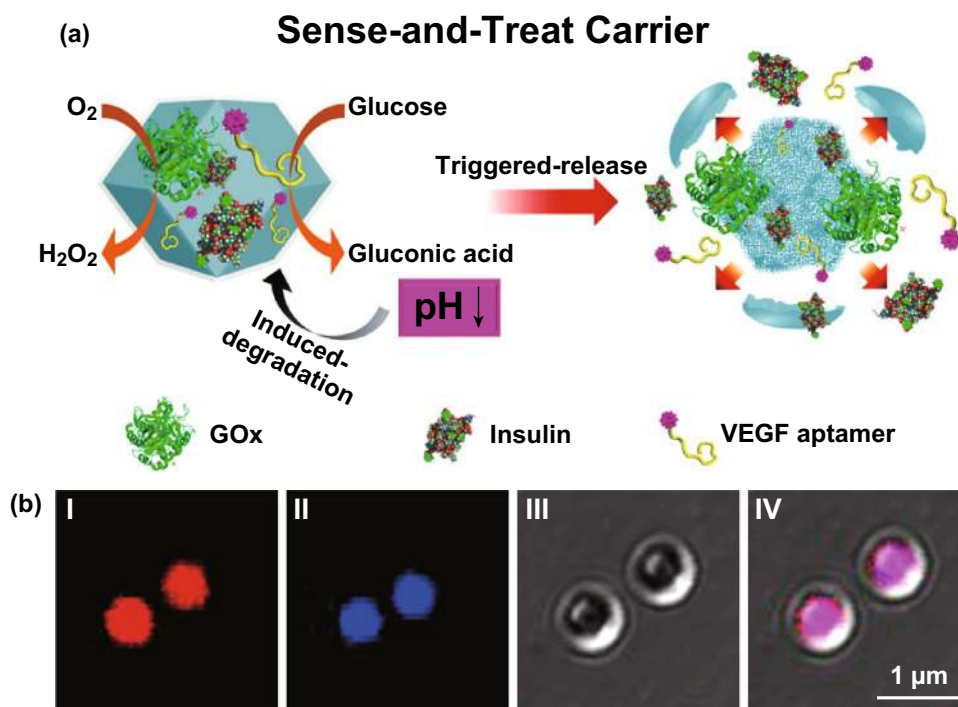 (a)
Sense-and-Treat Carrier
O₂
Glucose
Triggered-release
H₂O₂
Gluconic acid
pH ↓
Induced-
degradation
GOx
Insulin
VEGF aptamer
(b)
I
II
III
IV
1 μm